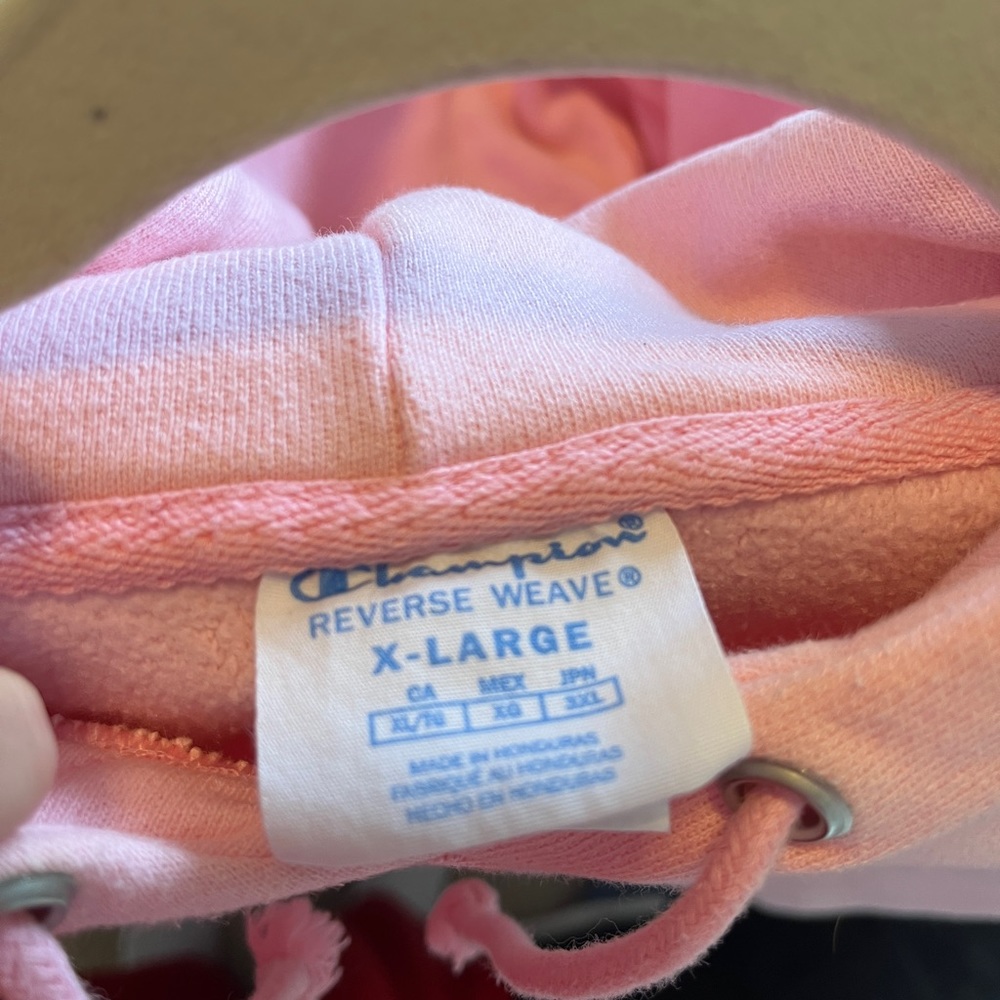 Champion®
REVERSE WEAVE®
X-LARGE
CA MEX JPN
XL/TG XG 3XL
MADE IN HONDURAS
FABRIQUÉ AU HONDURAS
HECHO EN HONDURAS